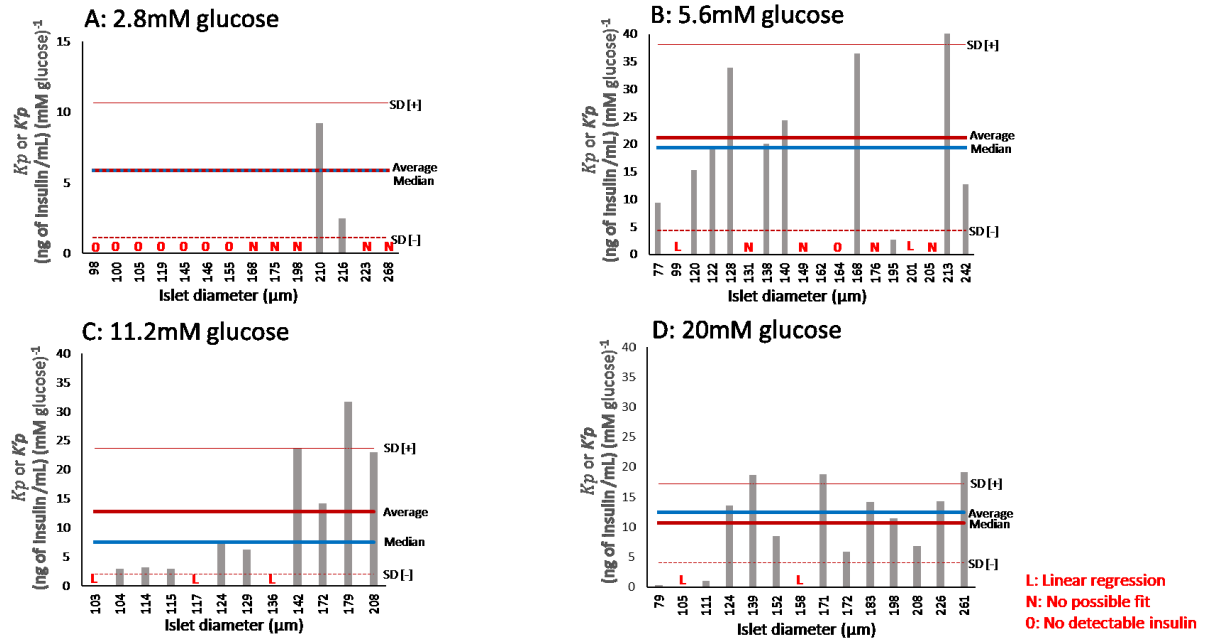 A: 2.8mM glucose
Kp or K'p
(ng of Insulin /mL) (mM glucose)-1
15
10
5
0
SD [+]
Average
Median
SD [-]
0 0 0 0 0 0 0 N N N N N
98 100 105 119 145 146 155 168 175 198 210 216 223 268
Islet diameter (µm)
B: 5.6mM glucose
Kp or K'p
(ng of Insulin /mL) (mM glucose)-1
40
35
30
25
20
15
10
5
0
SD [+]
Average
Median
SD [-]
L N N 0 N L N
77 99 120 122 128 131 138 140 149 162 164 168 176 195 201 205 213 242
Islet diameter (µm)
C: 11.2mM glucose
Kp or K'p
(ng of Insulin /mL) (mM glucose)-1
40
35
30
25
20
15
10
5
0
SD [+]
Average
Median
SD [-]
L L L
103 104 114 115 117 124 129 136 142 172 179 208
Islet diameter (µm)
D: 20mM glucose
Kp or K'p
(ng of Insulin /mL) (mM glucose)-1
40
35
30
25
20
15
10
5
0
SD [+]
Average
Median
SD [-]
L L
79 105 111 124 139 152 158 171 172 183 198 208 226 261
Islet diameter (µm)
L: Linear regression
N: No possible fit
0: No detectable insulin